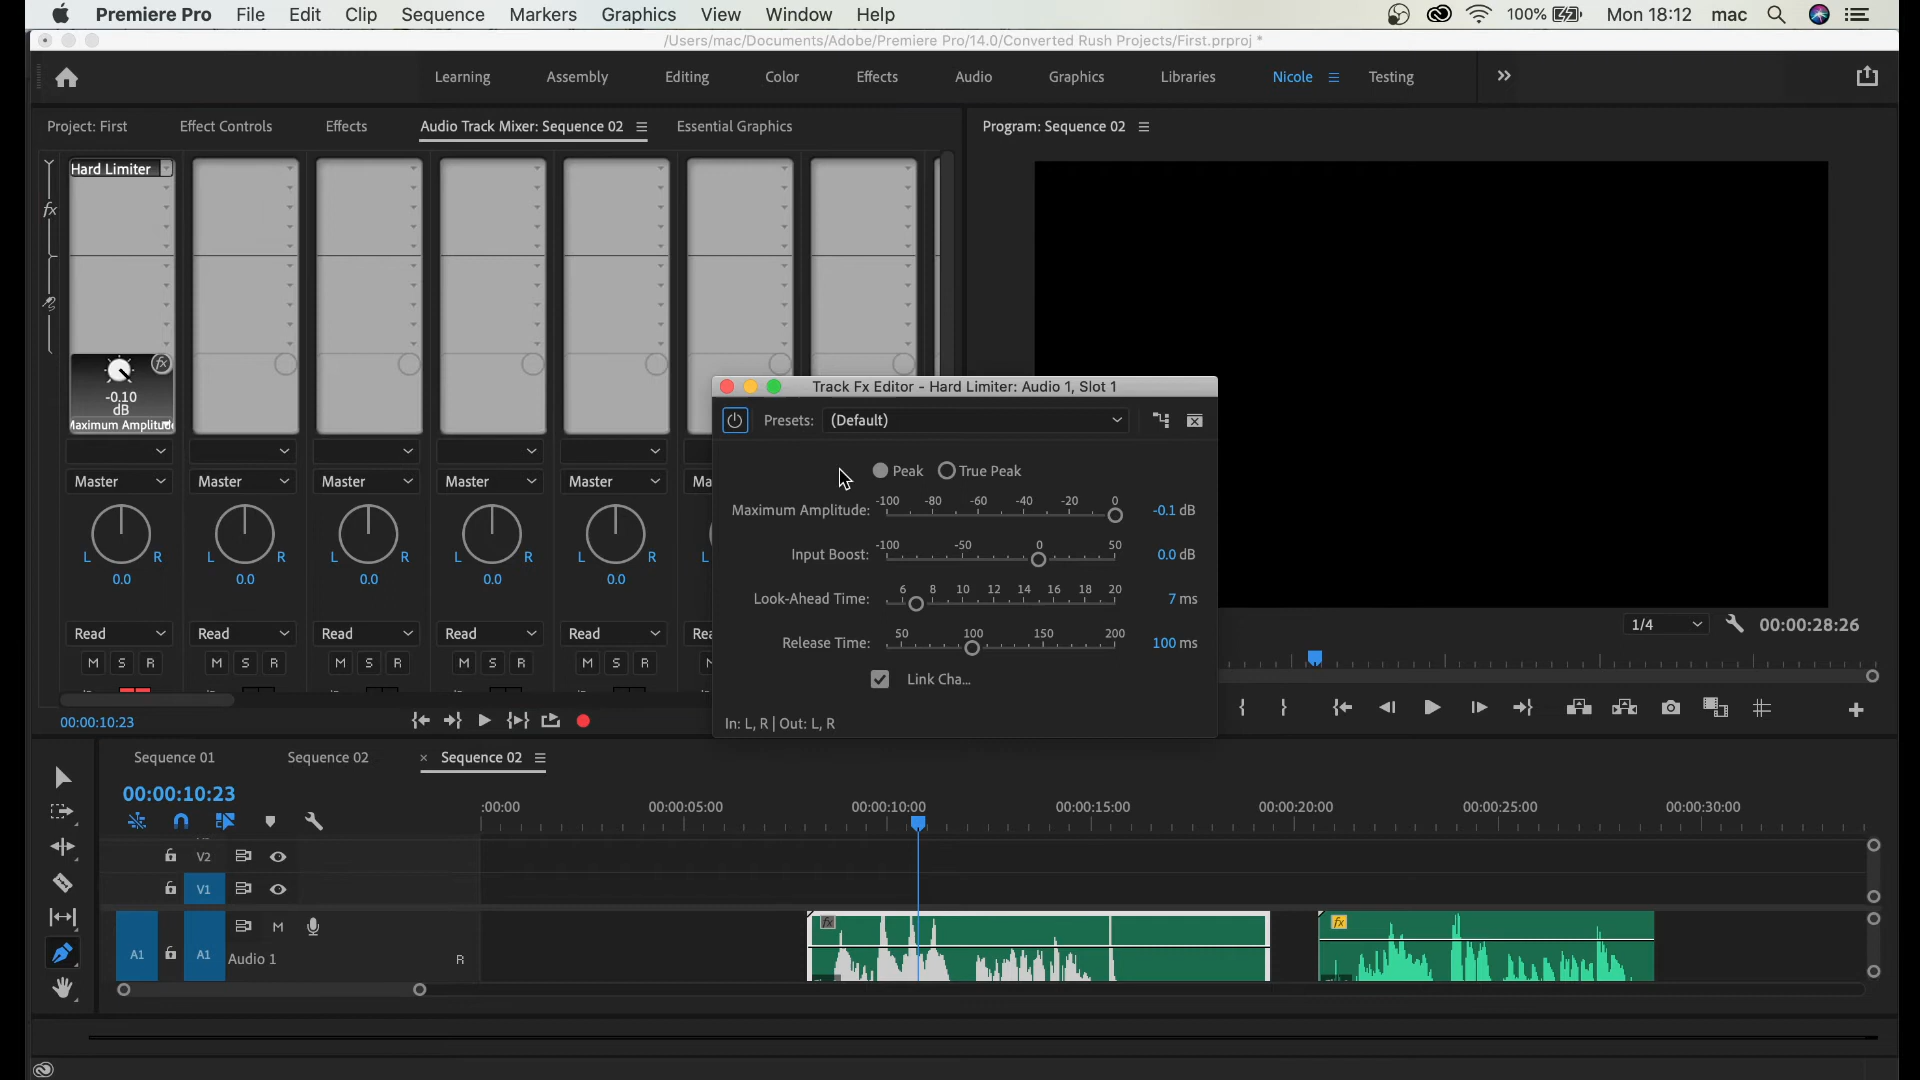 Premiere Pro File Edit Clip Sequence Markers Graphics View Window Help 100% Mon 18:12 mac
/Users/mac/Documents/Adobe/Premiere Pro/14.0/Converted Rush Projects/First.prproj *
Learning Assembly Editing Color Effects Audio Graphics Libraries Nicole Testing
Project: First Effect Controls Effects Audio Track Mixer: Sequence 02 Essential Graphics Program: Sequence 02
Hard Limiter
fx
fx
-0.10
dB
Maximum Amplitude
Track Fx Editor - Hard Limiter: Audio 1, Slot 1
Presets: (Default)
Peak True Peak
-100 -80 -60 -40 -20 0
Maximum Amplitude: -0.1 dB
-100 -50 0 50
Input Boost: 0.0 dB
6 8 10 12 14 16 18 20
Look-Ahead Time: 7 ms
50 100 150 200
Release Time: 100 ms
Link Cha...
In: L, R | Out: L, R
Master Master Master Master Master Ma
L R L R L R L R L R L
0.0 0.0 0.0 0.0 0.0
Read Read Read Read Read Rea
M S R M S R M S R M S R M S R M
1/4 00:00:28:26
00:00:10:23
Sequence 01 Sequence 02 × Sequence 02
00:00:10:23
:00:00 00:00:05:00 00:00:10:00 00:00:15:00 00:00:20:00 00:00:25:00 00:00:30:00
V2
V1
M
fx fx
A1 A1 Audio 1 R